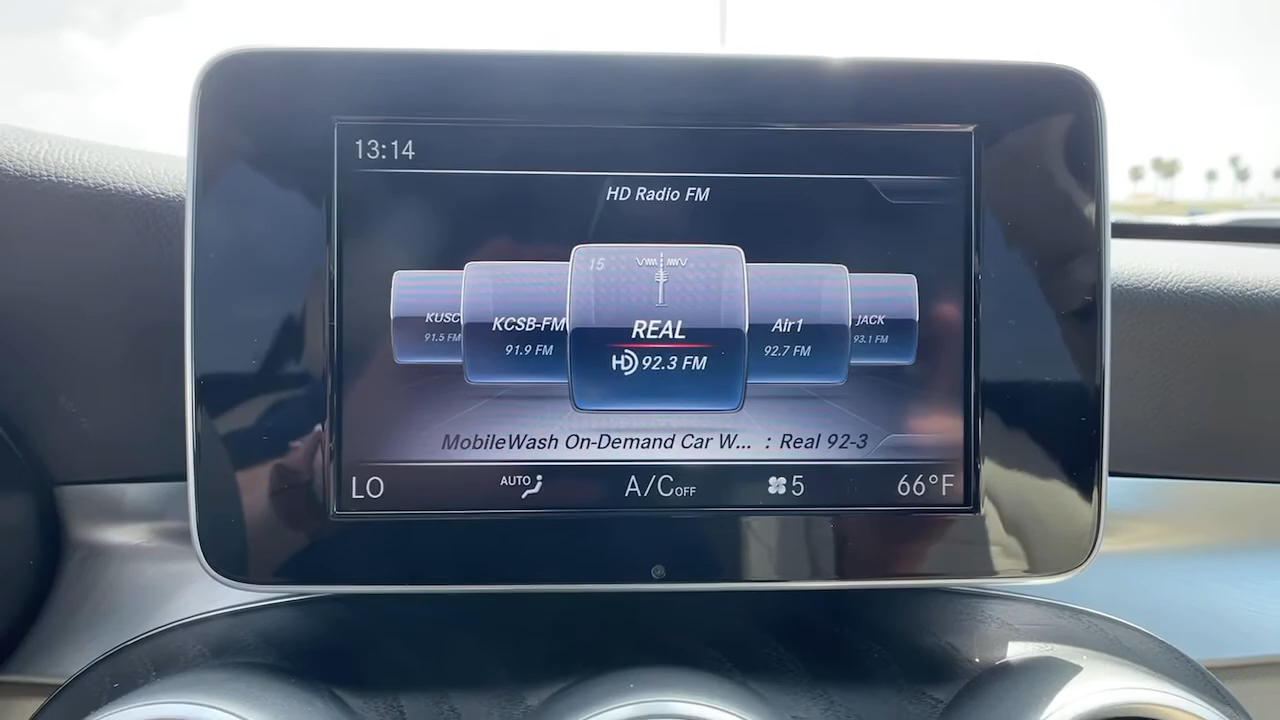 13:14
HD Radio FM
15
KUSC
91.5 FM
KCSB-FM
91.9 FM
REAL
HD 92.3 FM
Air1
92.7 FM
JACK
93.1 FM
MobileWash On-Demand Car W... : Real 92-3
LO AUTO A/C OFF 5 66°F